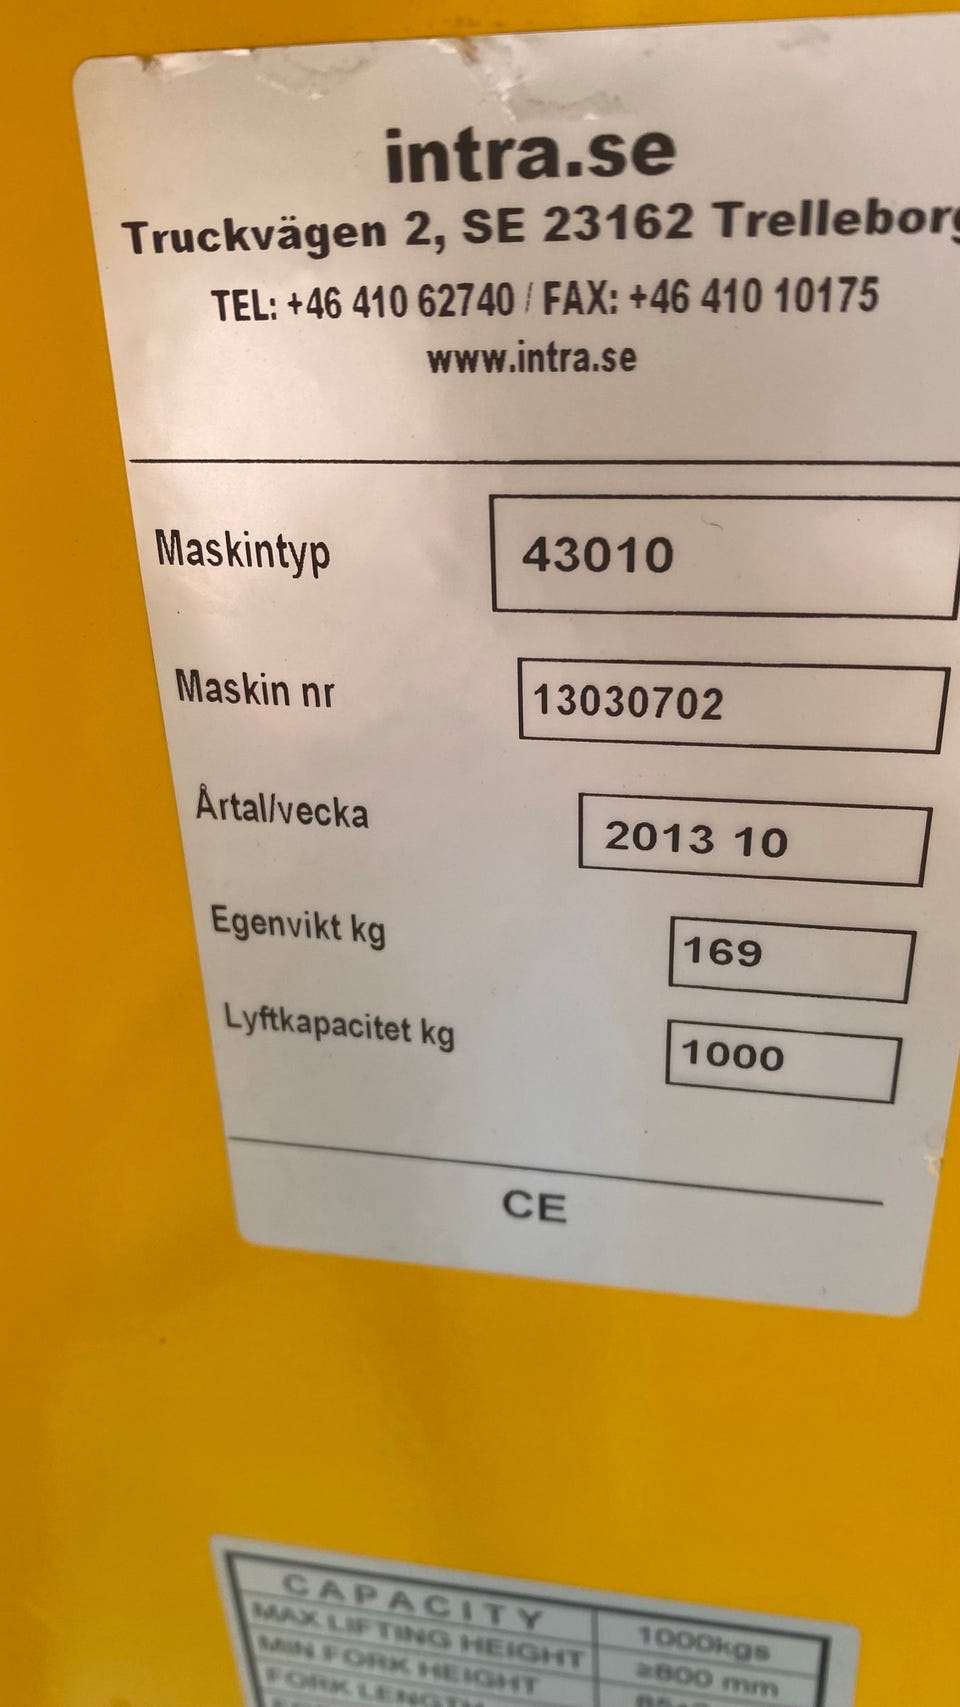 intra.se
Truckvägen 2, SE 23162 Trelleborg
TEL: +46 410 62740 / FAX: +46 410 10175
www.intra.se
Maskintyp 43010
Maskin nr 13030702
Årtal/vecka 2013 10
Egenvikt kg 169
Lyftkapacitet kg 1000
CE
CAPACITY 1000kgs
MAX LIFTING HEIGHT ≥800 mm
MIN FORK HEIGHT
FORK LENGTH